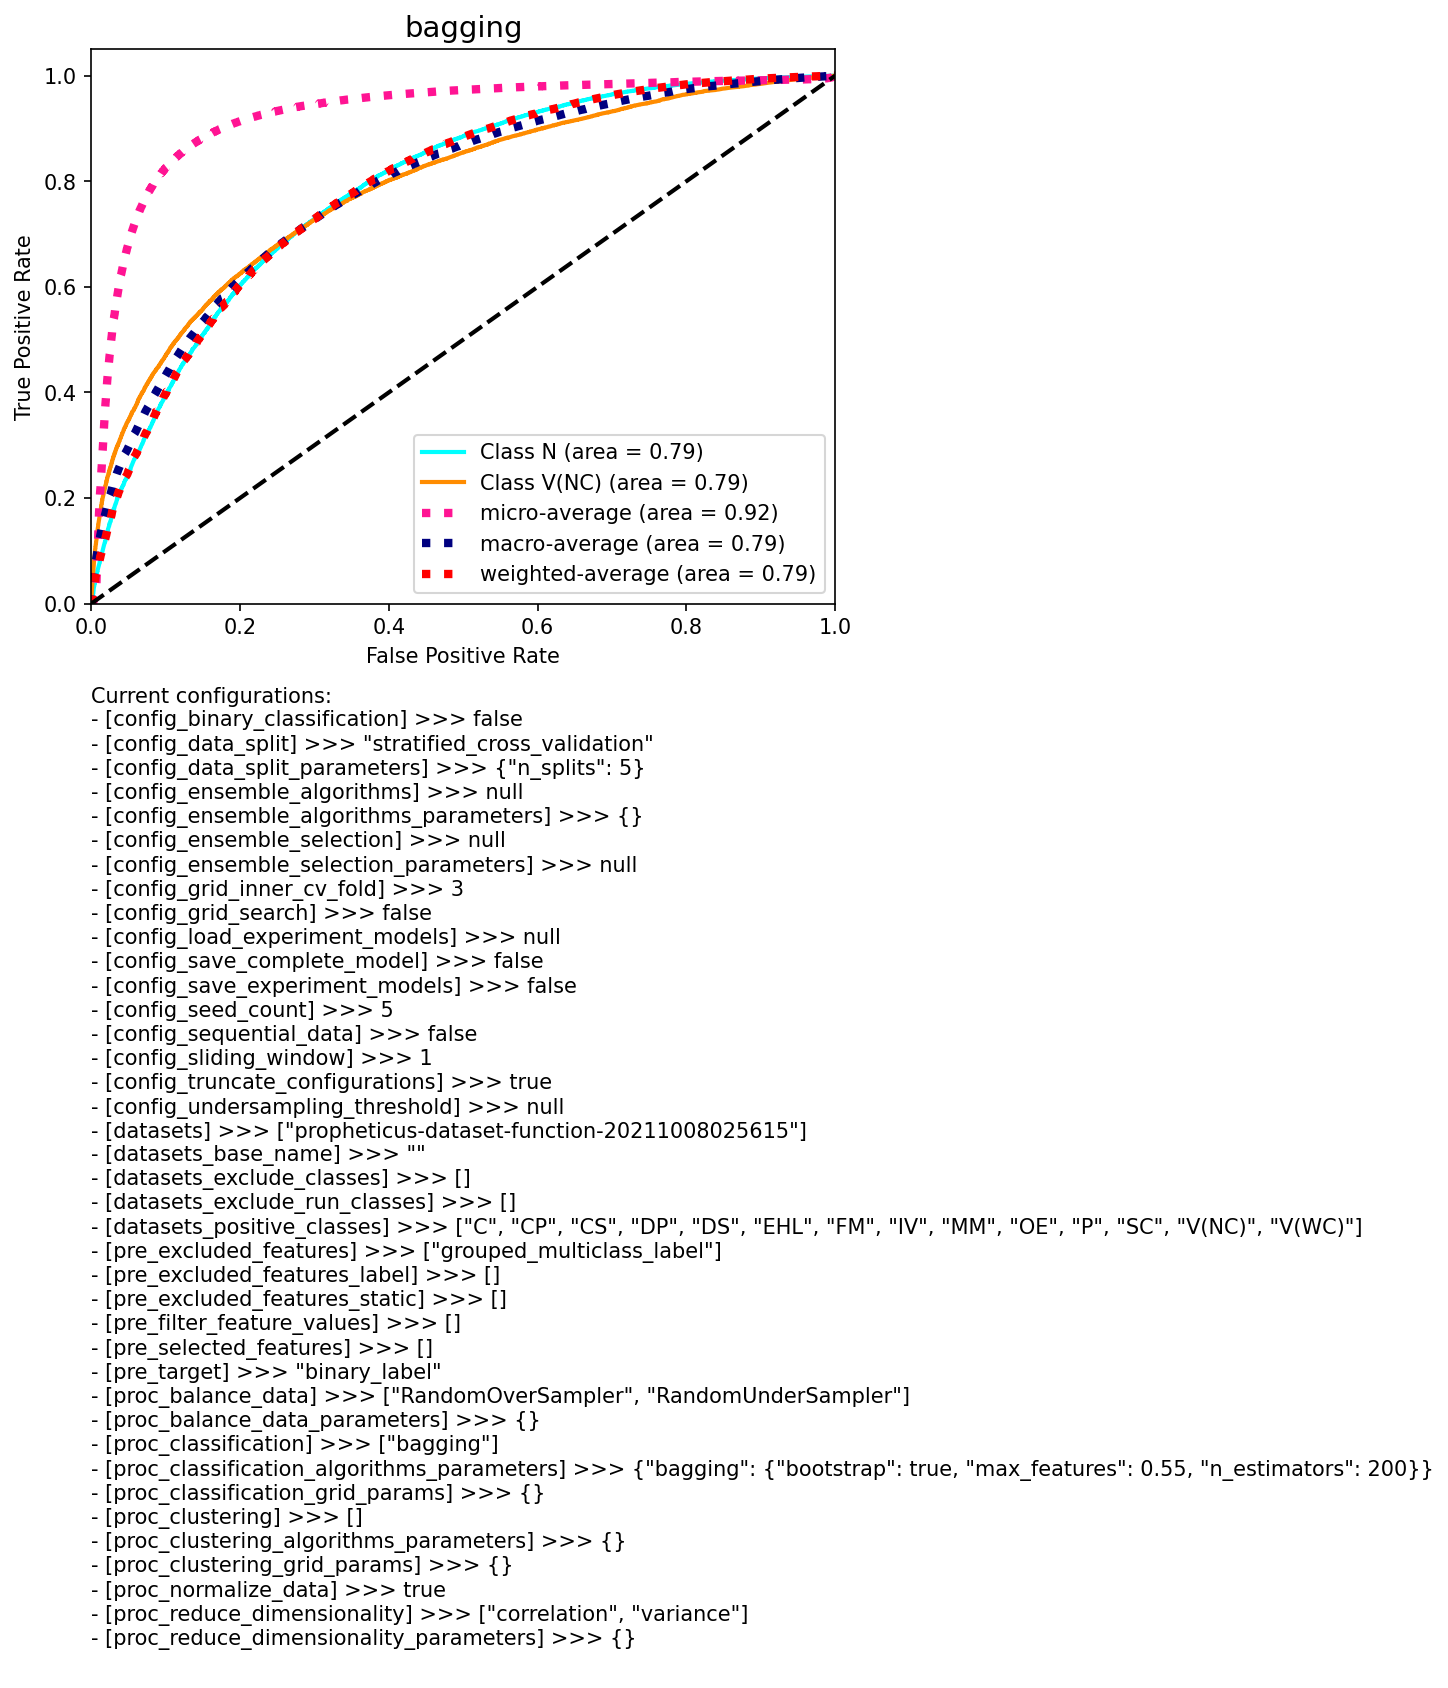 bagging
1.0
0.8
0.6
0.4
0.2
0.0
True Positive Rate
Class N (area = 0.79)
Class V(NC) (area = 0.79)
micro-average (area = 0.92)
macro-average (area = 0.79)
weighted-average (area = 0.79)
0.0 0.2 0.4 0.6 0.8 1.0
False Positive Rate
Current configurations:
- [config_binary_classification] >>> false
- [config_data_split] >>> "stratified_cross_validation"
- [config_data_split_parameters] >>> {"n_splits": 5}
- [config_ensemble_algorithms] >>> null
- [config_ensemble_algorithms_parameters] >>> {}
- [config_ensemble_selection] >>> null
- [config_ensemble_selection_parameters] >>> null
- [config_grid_inner_cv_fold] >>> 3
- [config_grid_search] >>> false
- [config_load_experiment_models] >>> null
- [config_save_complete_model] >>> false
- [config_save_experiment_models] >>> false
- [config_seed_count] >>> 5
- [config_sequential_data] >>> false
- [config_sliding_window] >>> 1
- [config_truncate_configurations] >>> true
- [config_undersampling_threshold] >>> null
- [datasets] >>> ["propheticus-dataset-function-20211008025615"]
- [datasets_base_name] >>> ""
- [datasets_exclude_classes] >>> []
- [datasets_exclude_run_classes] >>> []
- [datasets_positive_classes] >>> ["C", "CP", "CS", "DP", "DS", "EHL", "FM", "IV", "MM", "OE", "P", "SC", "V(NC)", "V(WC)"]
- [pre_excluded_features] >>> ["grouped_multiclass_label"]
- [pre_excluded_features_label] >>> []
- [pre_excluded_features_static] >>> []
- [pre_filter_feature_values] >>> []
- [pre_selected_features] >>> []
- [pre_target] >>> "binary_label"
- [proc_balance_data] >>> ["RandomOverSampler", "RandomUnderSampler"]
- [proc_balance_data_parameters] >>> {}
- [proc_classification] >>> ["bagging"]
- [proc_classification_algorithms_parameters] >>> {"bagging": {"bootstrap": true, "max_features": 0.55, "n_estimators": 200}}
- [proc_classification_grid_params] >>> {}
- [proc_clustering] >>> []
- [proc_clustering_algorithms_parameters] >>> {}
- [proc_clustering_grid_params] >>> {}
- [proc_normalize_data] >>> true
- [proc_reduce_dimensionality] >>> ["correlation", "variance"]
- [proc_reduce_dimensionality_parameters] >>> {}